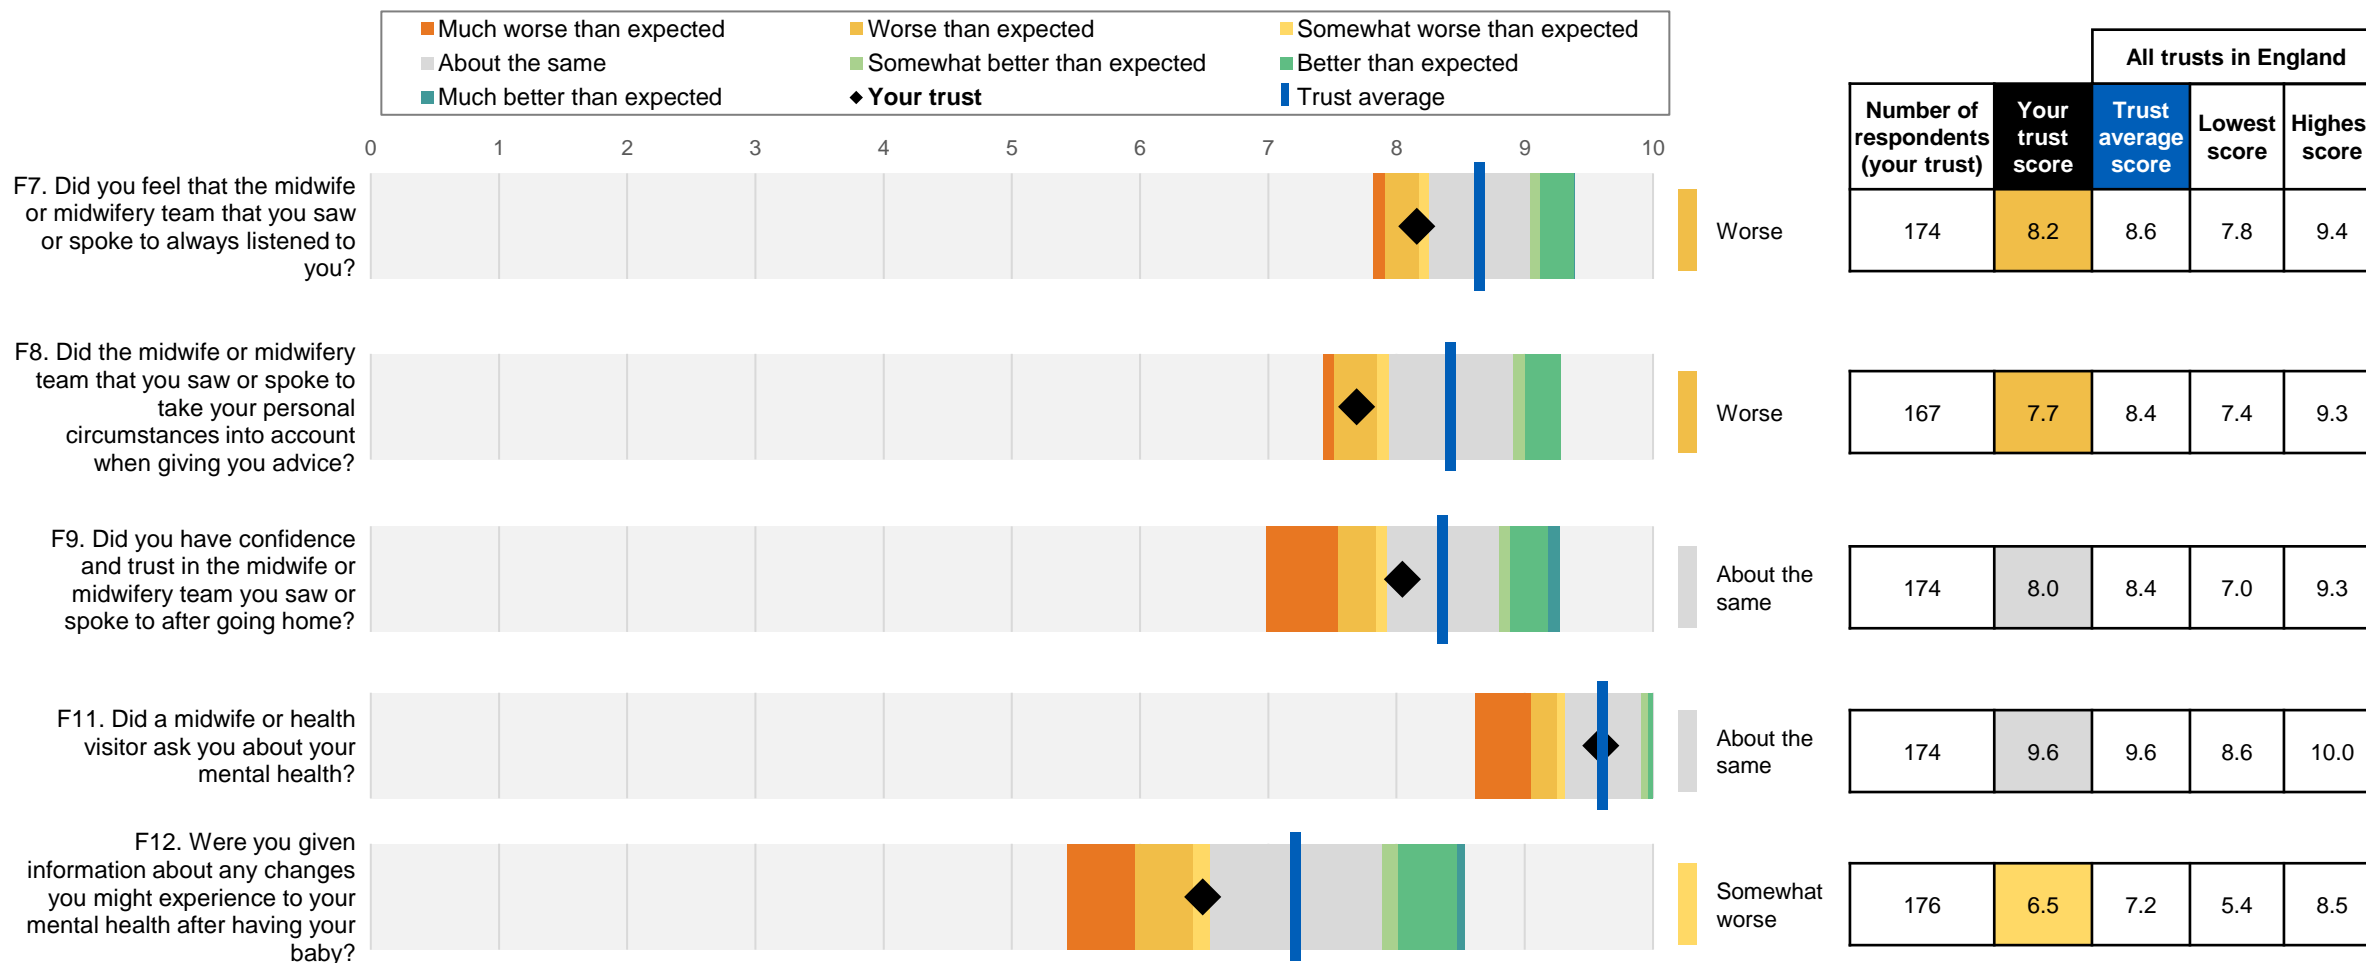 Much worse than expected
Worse than expected
Somewhat worse than expected
About the same
Somewhat better than expected
Better than expected
Much better than expected
Your trust
Trust average
All trusts in England
Number of
respondents
(your trust)
Your
trust
score
Trust
average
score
Lowest
score
Highes
score
0 1 2 3 4 5 6 7 8 9 10
F7. Did you feel that the midwife
or midwifery team that you saw
or spoke to always listened to
you?
Worse
174 8.2 8.6 7.8 9.4
F8. Did the midwife or midwifery
team that you saw or spoke to
take your personal
circumstances into account
when giving you advice?
Worse
167 7.7 8.4 7.4 9.3
F9. Did you have confidence
and trust in the midwife or
midwifery team you saw or
spoke to after going home?
About the
same
174 8.0 8.4 7.0 9.3
F11. Did a midwife or health
visitor ask you about your
mental health?
About the
same
174 9.6 9.6 8.6 10.0
F12. Were you given
information about any changes
you might experience to your
mental health after having your
baby?
Somewhat
worse
176 6.5 7.2 5.4 8.5